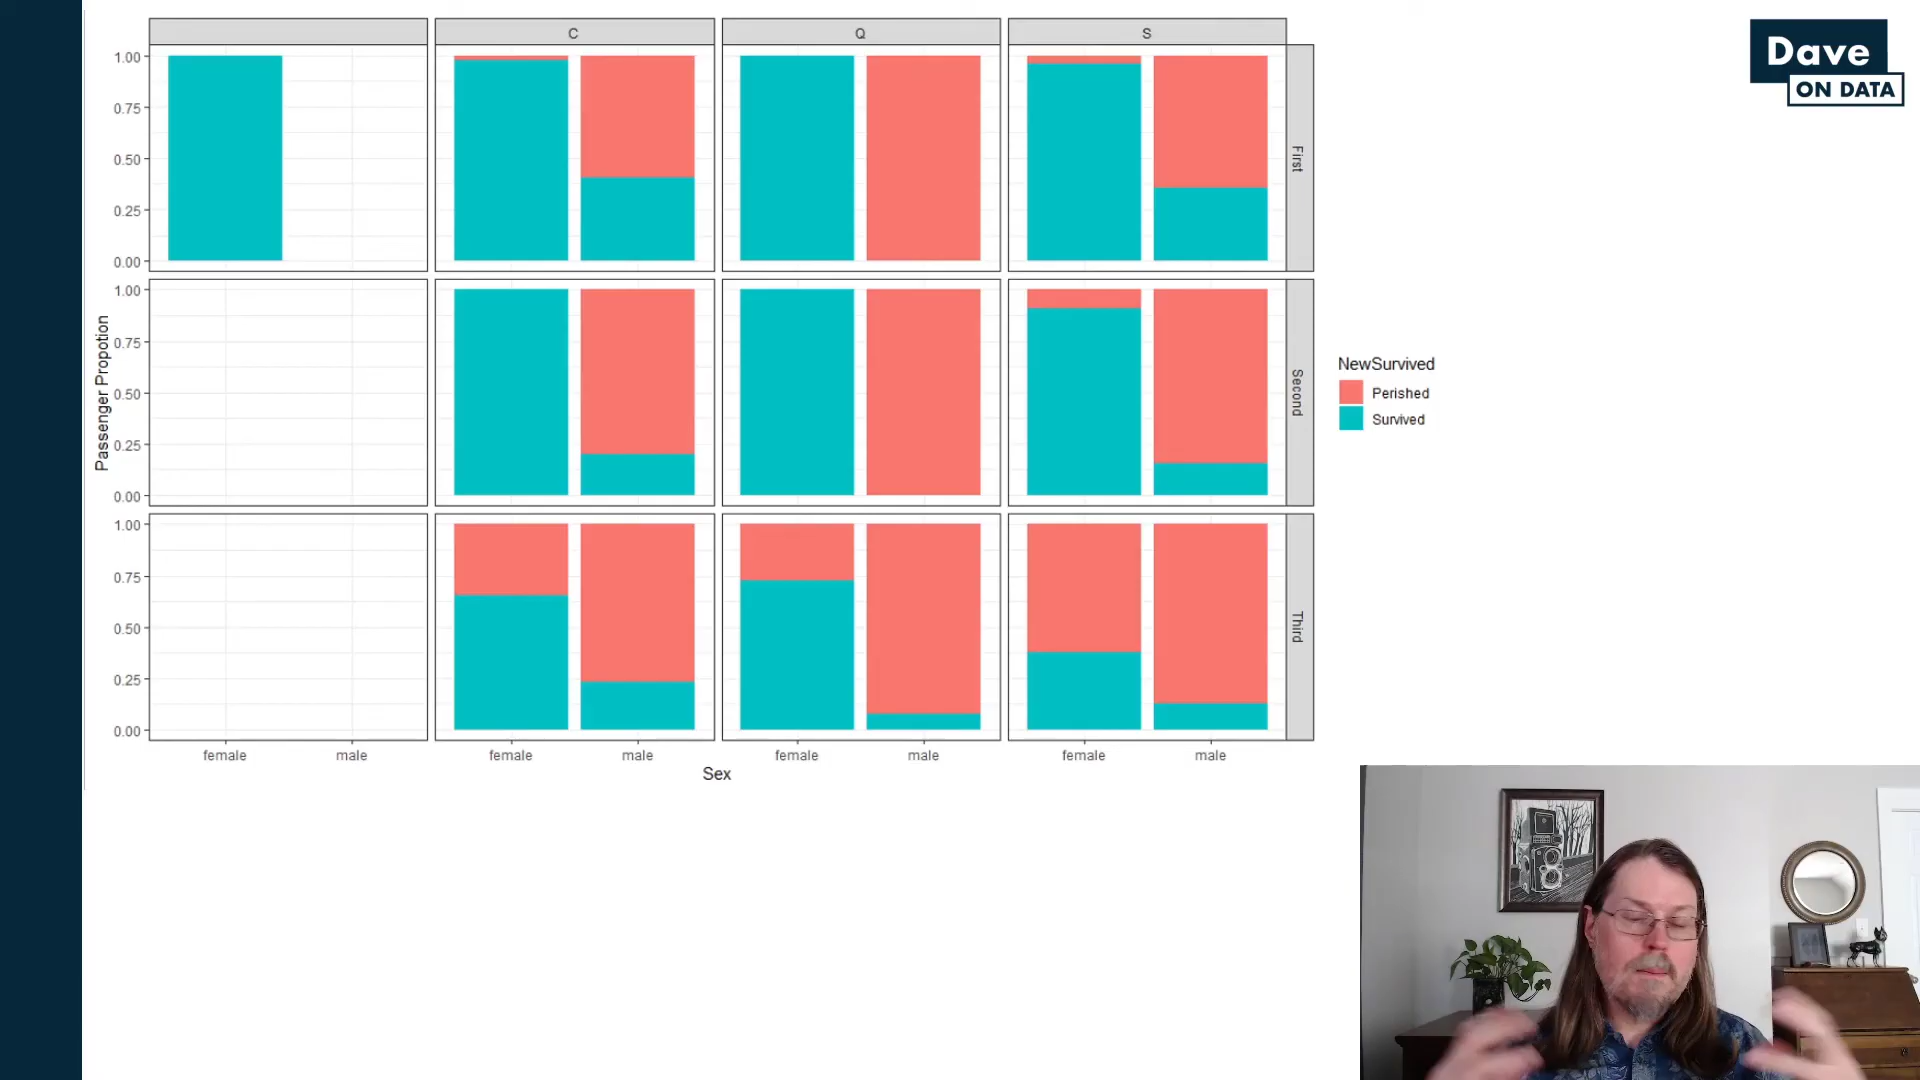 Dave
ON DATA
C
Q
S
1.00
0.75
0.50
0.25
0.00
First
1.00
0.75
0.50
0.25
0.00
Second
1.00
0.75
0.50
0.25
0.00
Third
Passenger Propotion
female
male
female
male
female
male
female
male
Sex
NewSurvived
Perished
Survived